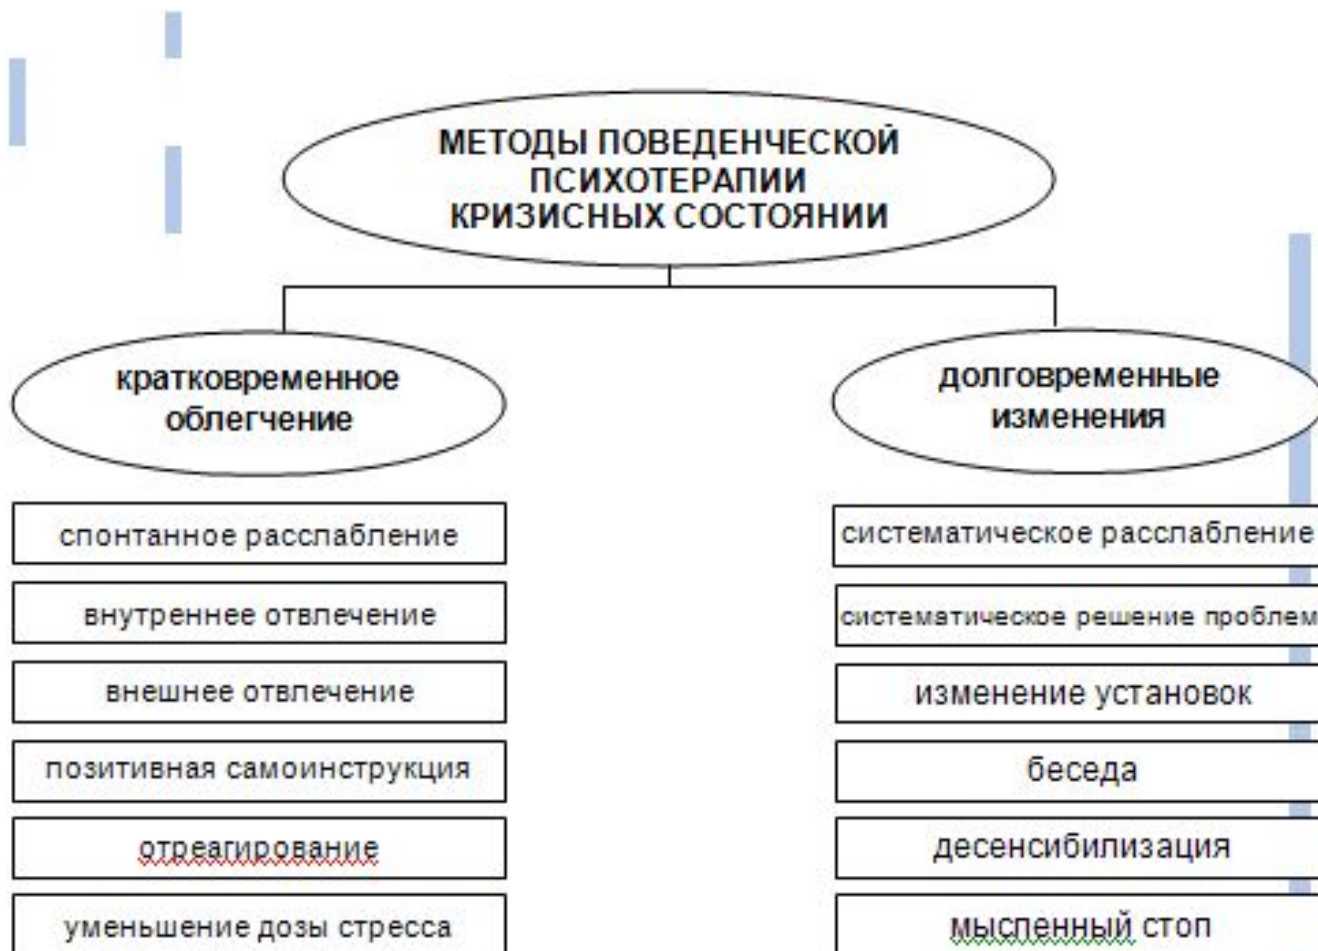 МЕТОДЫ ПОВЕДЕНЧЕСКОЙ
ПСИХОТЕРАПИИ
КРИЗИСНЫХ СОСТОЯНИИ
кратковременное
облегчение
долговременные
изменения
спонтанное расслабление
внутреннее отвлечение
внешнее отвлечение
позитивная самоинструкция
отреагирование
уменьшение дозы стресса
систематическое расслабление
систематическое решение проблем
изменение установок
беседа
десенсибилизация
мыспенный стоп